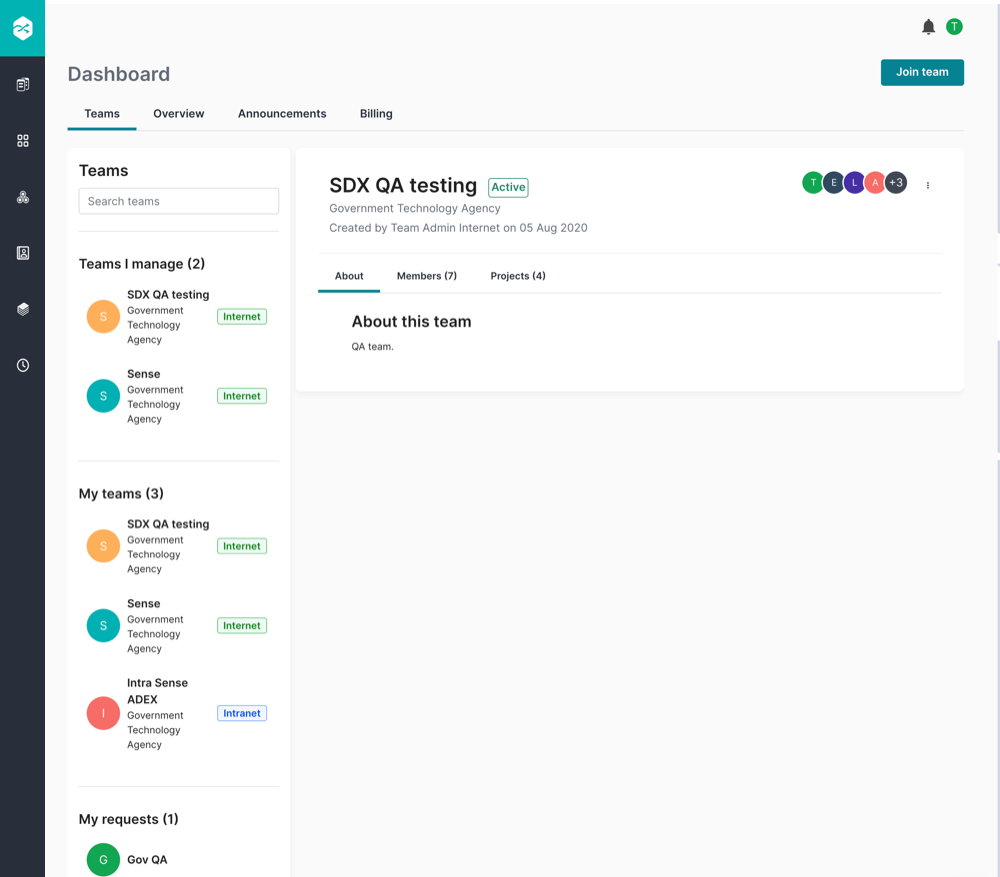 T
Dashboard
Join team
Teams
Overview
Announcements
Billing
Teams
Search teams
Teams I manage (2)
S
SDX QA testing
Government
Technology
Agency
Internet
S
Sense
Government
Technology
Agency
Internet
My teams (3)
S
SDX QA testing
Government
Technology
Agency
Internet
S
Sense
Government
Technology
Agency
Internet
I
Intra Sense
ADEX
Government
Technology
Agency
Intranet
My requests (1)
G
Gov QA
SDX QA testing
Active
T
E
L
A
+3
Government Technology Agency
Created by Team Admin Internet on 05 Aug 2020
About
Members (7)
Projects (4)
About this team
QA team.